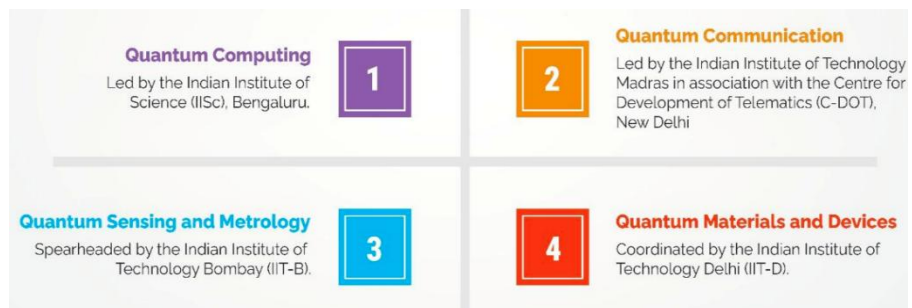 Quantum Computing
Led by the Indian Institute of
Science (IISc), Bengaluru.
1
2
Quantum Communication
Led by the Indian Institute of Technology
Madras in association with the Centre for
Development of Telematics (C-DOT),
New Delhi
Quantum Sensing and Metrology
Spearheaded by the Indian Institute of
Technology Bombay (IIT-B).
3
4
Quantum Materials and Devices
Coordinated by the Indian Institute of
Technology Delhi (IIT-D).